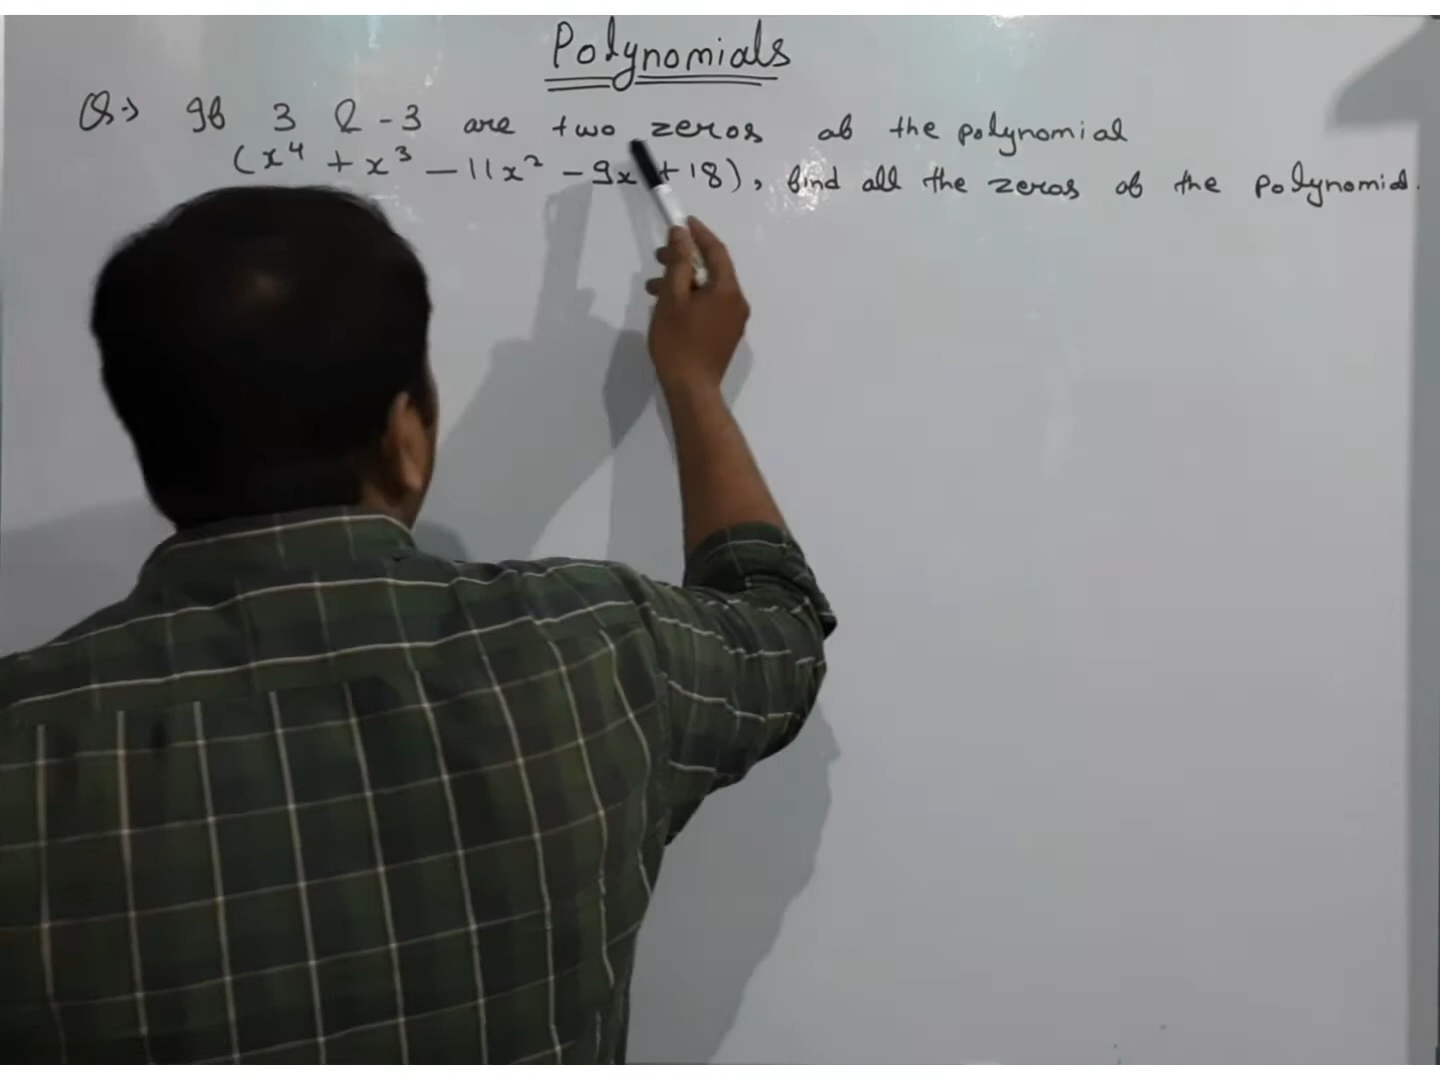 Polynomials
Q:→ If 3 & -3 are two zeros of the polynomial
(x⁴ + x³ - 11x² - 9x + 18), find all the zeros of the polynomial.